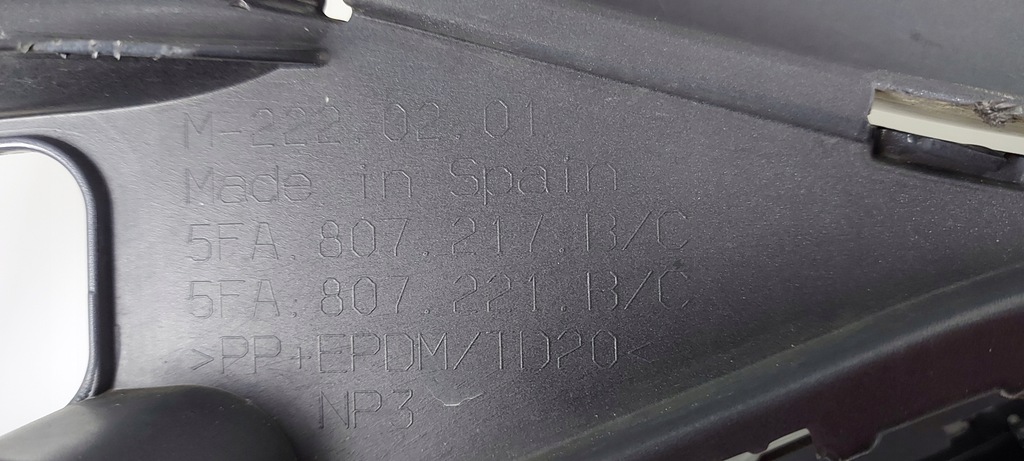 M-222.02.01
Made in Spain
5FA.807.217.B/C
5FA.807.221.B/C
>PP+EPDM/TD20<
NP3